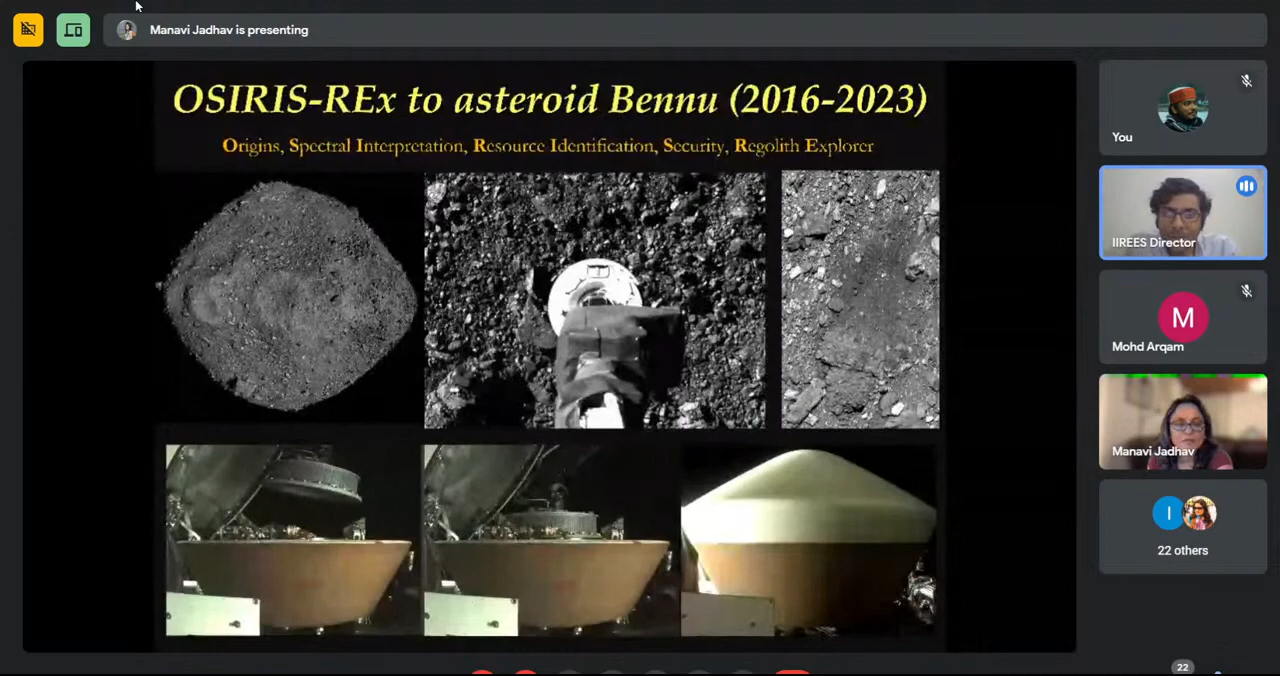 Manavi Jadhav is presenting
OSIRIS-REx to asteroid Bennu (2016-2023)
Origins, Spectral Interpretation, Resource Identification, Security, Regolith Explorer
You
IIREES Director
M
Mohd Arqam
Manavi Jadhav
I
22 others
22